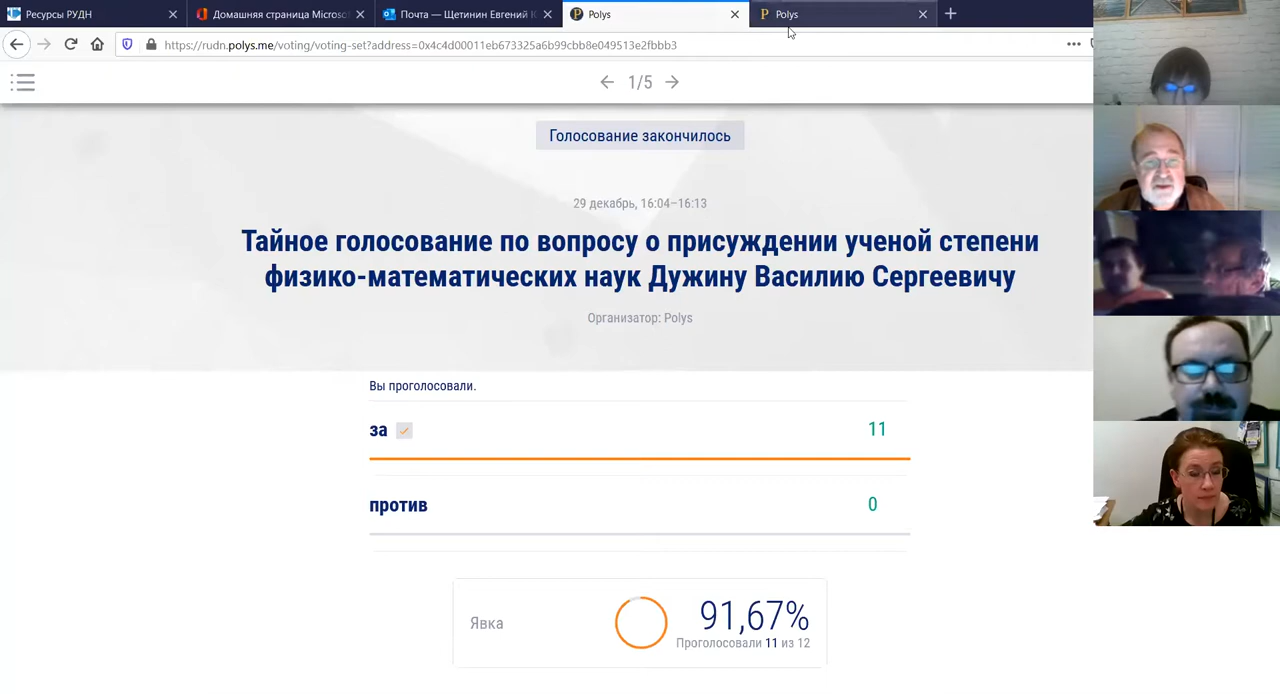 Ресурсы РУДН
Домашняя страница Microsof
Почта — Щетинин Евгений Ю
Polys
Polys
https://rudn.polys.me/voting/voting-set?address=0x4c4d00011eb673325a6b99cbb8e049513e2fbbb3
1/5
Голосование закончилось
29 декабрь, 16:04–16:13
Тайное голосование по вопросу о присуждении ученой степени
физико-математических наук Дужину Василию Сергеевичу
Организатор: Polys
Вы проголосовали.
за 11
против 0
Явка
91,67%
Проголосовали 11 из 12